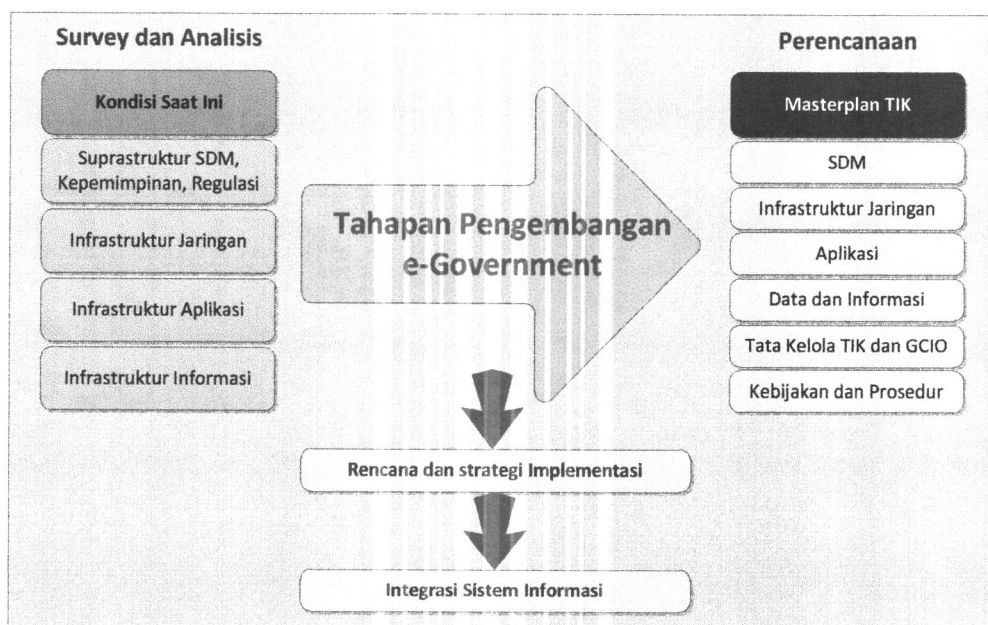 Survey dan Analisis
Kondisi Saat Ini
Suprastruktur SDM,
Kepemimpinan, Regulasi
Infrastruktur Jaringan
Infrastruktur Aplikasi
Infrastruktur Informasi
Tahapan Pengembangan
e-Government
Rencana dan strategi Implementasi
Integrasi Sistem Informasi
Perencanaan
Masterplan TIK
SDM
Infrastruktur Jaringan
Aplikasi
Data dan Informasi
Tata Kelola TIK dan GCIO
Kebijakan dan Prosedur